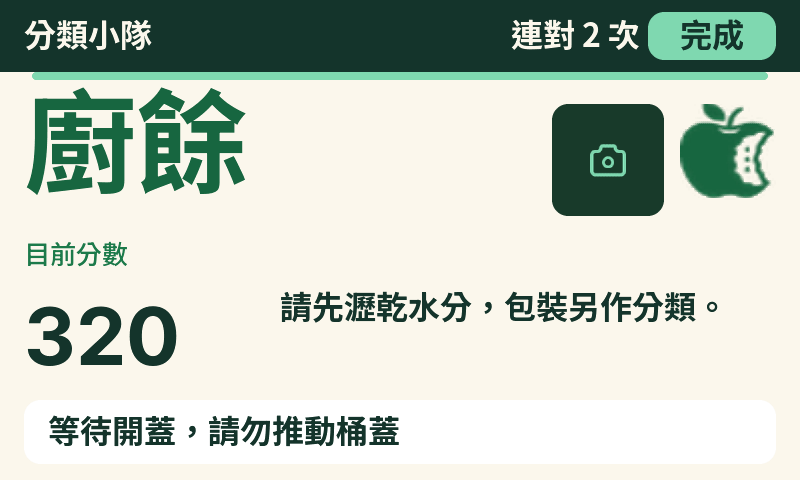 分類小隊
連對 2 次
完成
廚餘
目前分數
320
請先瀝乾水分，包裝另作分類。
等待開蓋，請勿推動桶蓋